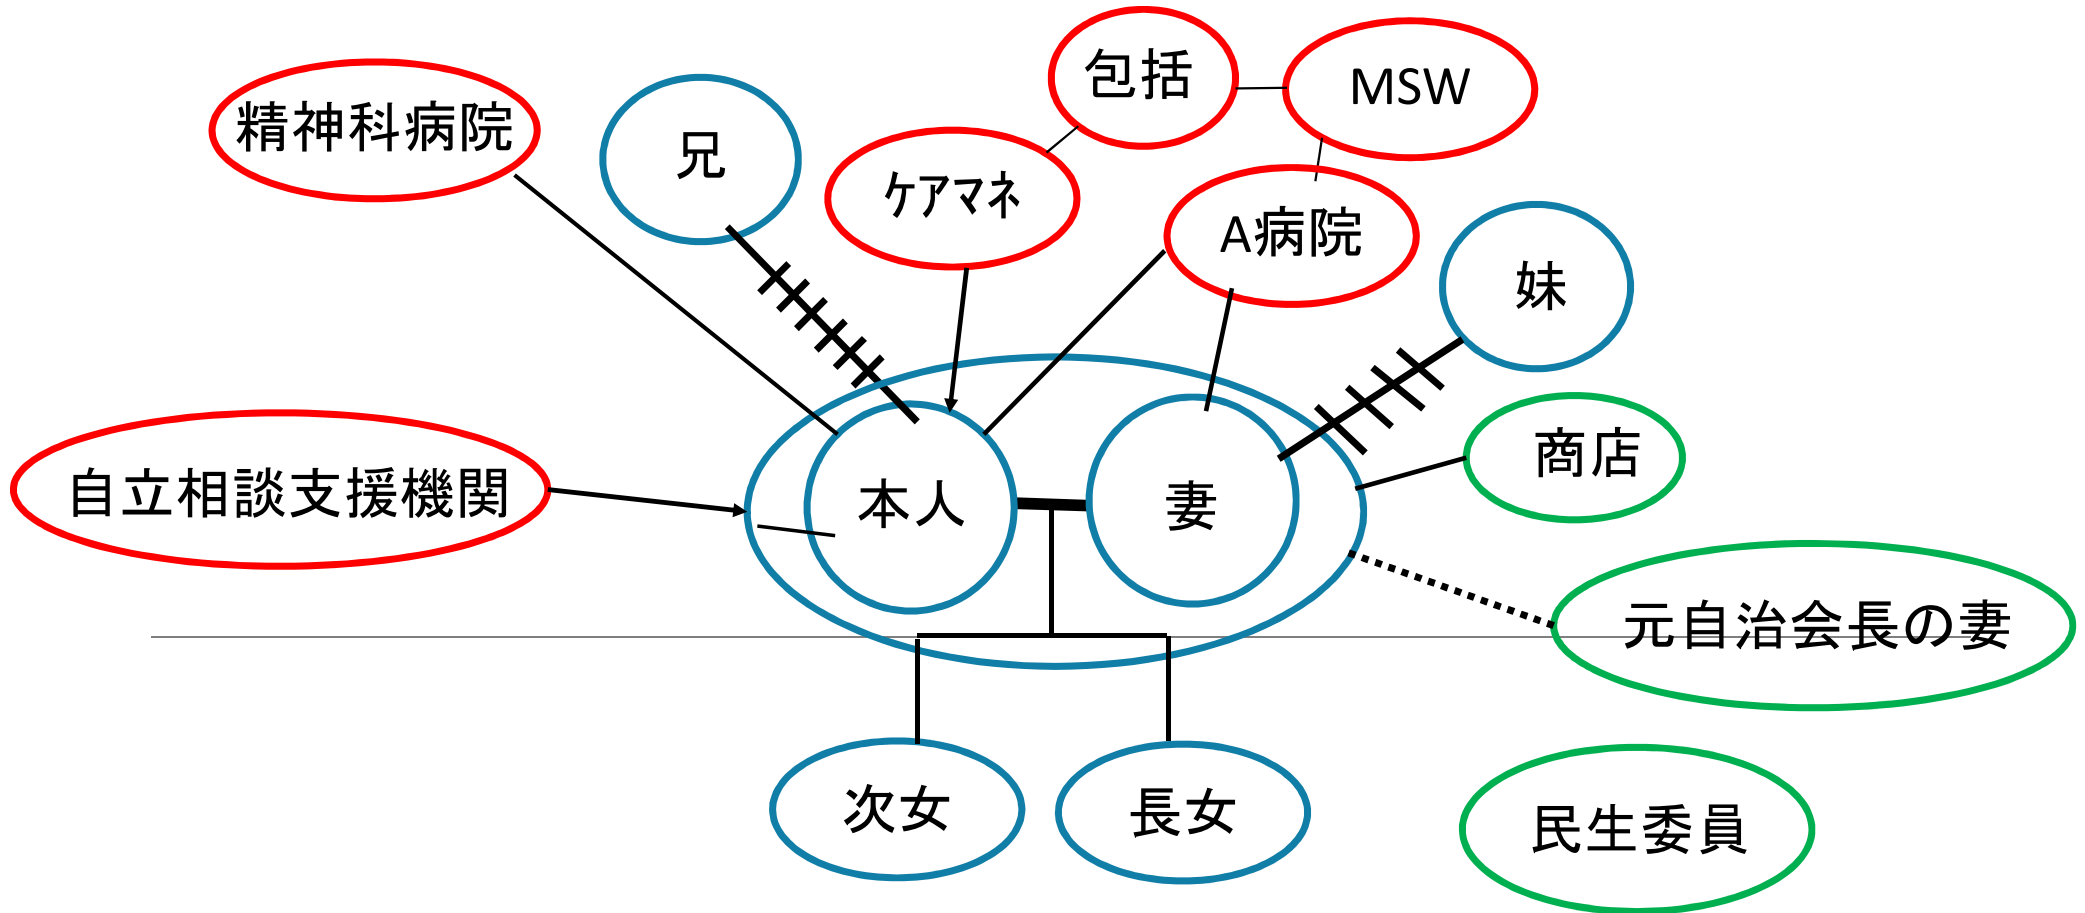 包括
MSW
精神科病院
兄
ｹアマネ
A病院
妹
商店
自立相談支援機関
本人
妻
元自治会長の妻
次女
長女
民生委員